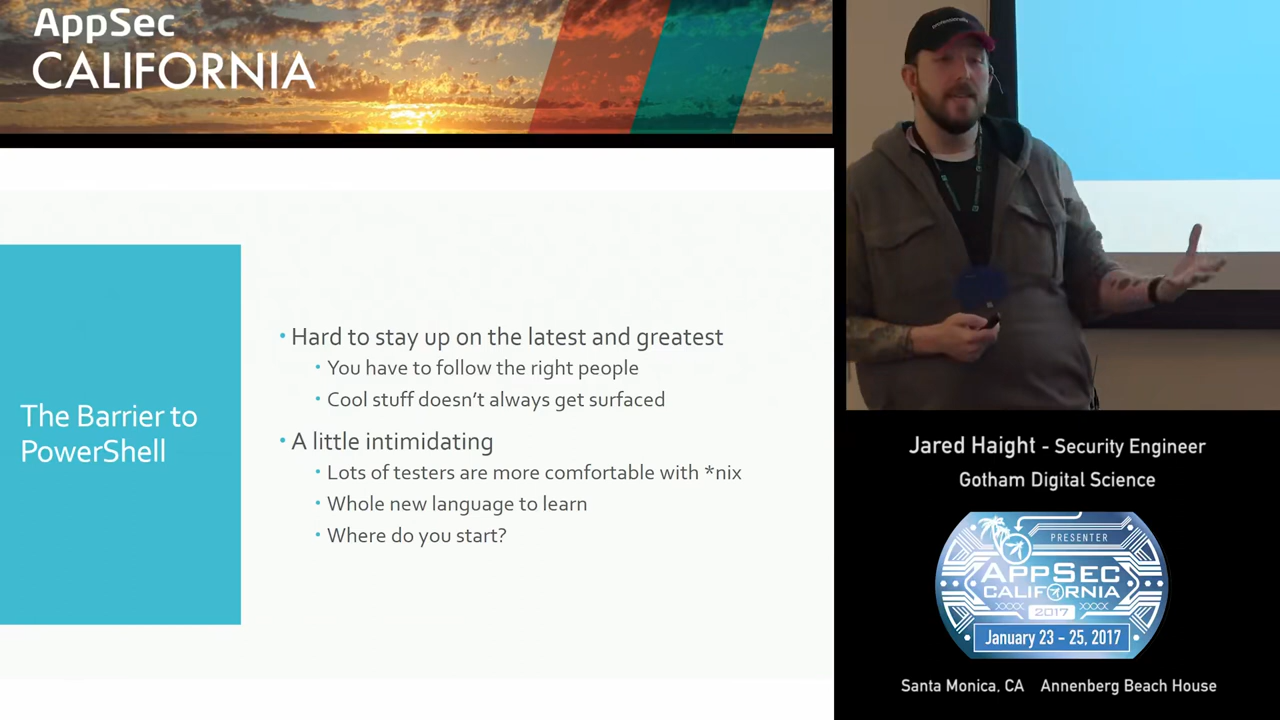 AppSec
CALIFORNIA
The Barrier to
PowerShell
• Hard to stay up on the latest and greatest
• You have to follow the right people
• Cool stuff doesn't always get surfaced
• A little intimidating
• Lots of testers are more comfortable with *nix
• Whole new language to learn
• Where do you start?
Jared Haight - Security Engineer
Gotham Digital Science
PRESENTER
APPSEC
CALIFORNIA
XXXX 2017 XXXX
January 23 - 25, 2017
Santa Monica, CA Annenberg Beach House